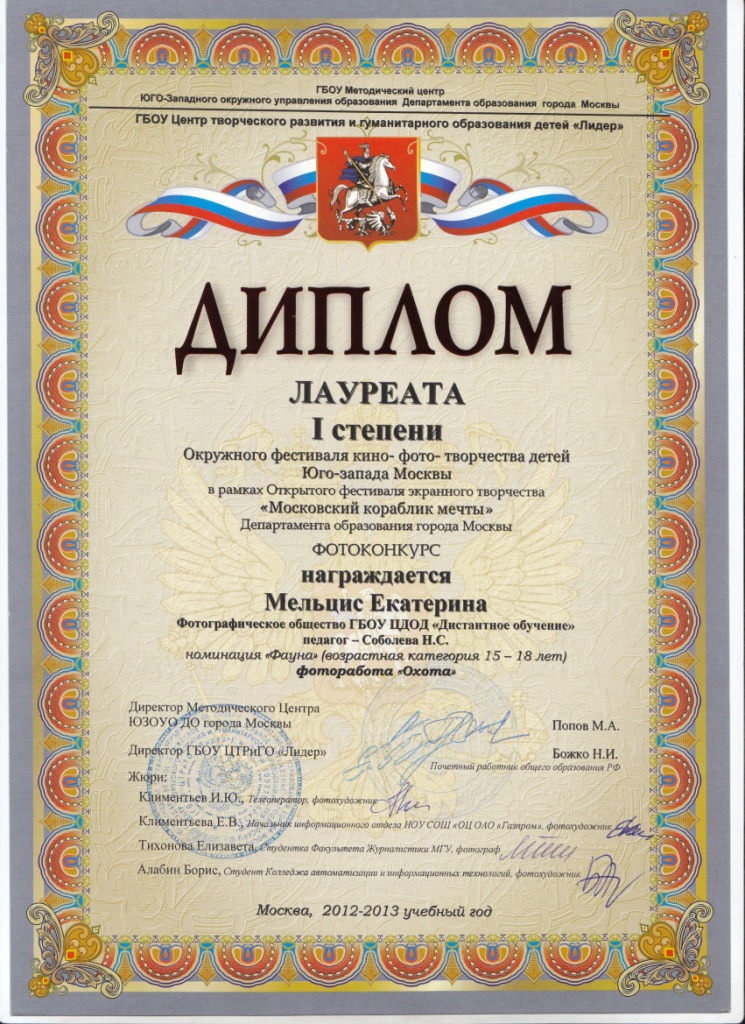 ГБОУ Методический центр
ЮГО-Западного окружного управления образования Департамента образования города Москвы
ГБОУ Центр творческого развития и гуманитарного образования детей «Лидер»
ДИПЛОМ
ЛАУРЕАТА
I степени
Окружного фестиваля кино- фото- творчества детей
Юго-запада Москвы
в рамках Открытого фестиваля экранного творчества
«Московский кораблик мечты»
Департамента образования города Москвы
ФОТОКОНКУРС
награждается
Мельцис Екатерина
Фотографическое общество ГБОУ ЦДОД «Дистантное обучение»
педагог – Соболева Н.С.
номинация «Фауна» (возрастная категория 15 – 18 лет)
фоторабота «Охота»
Директор Методического Центра
ЮЗОУО ДО города Москвы Попов М.А.
Директор ГБОУ ЦТРиГО «Лидер» Божко Н.И.
Почетный работник общего образования РФ
Жюри:
Климентьев И.Ю., Телеоператор, фотохудожник
Климентьева Е.В., Начальник информационного отдела НОУ СОШ «ОЦ ОАО «Газпром», фотохудожник
Тихонова Елизавета, Студентка Факультета Журналистики МГУ, фотограф
Алабин Борис, Студент Колледжа автоматизации и информационных технологий, фотохудожник
Москва, 2012-2013 учебный год